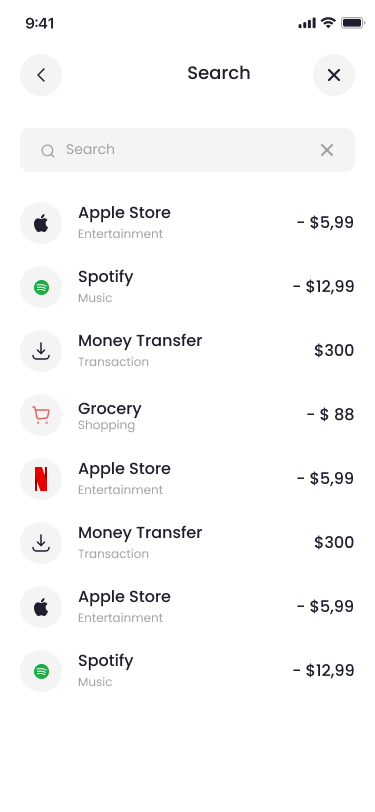 9:41
Search
Search
Apple Store
- $5,99
Entertainment
Spotify
- $12,99
Music
Money Transfer
$300
Transaction
Grocery
- $ 88
Shopping
Apple Store
- $5,99
Entertainment
Money Transfer
$300
Transaction
Apple Store
- $5,99
Entertainment
Spotify
- $12,99
Music